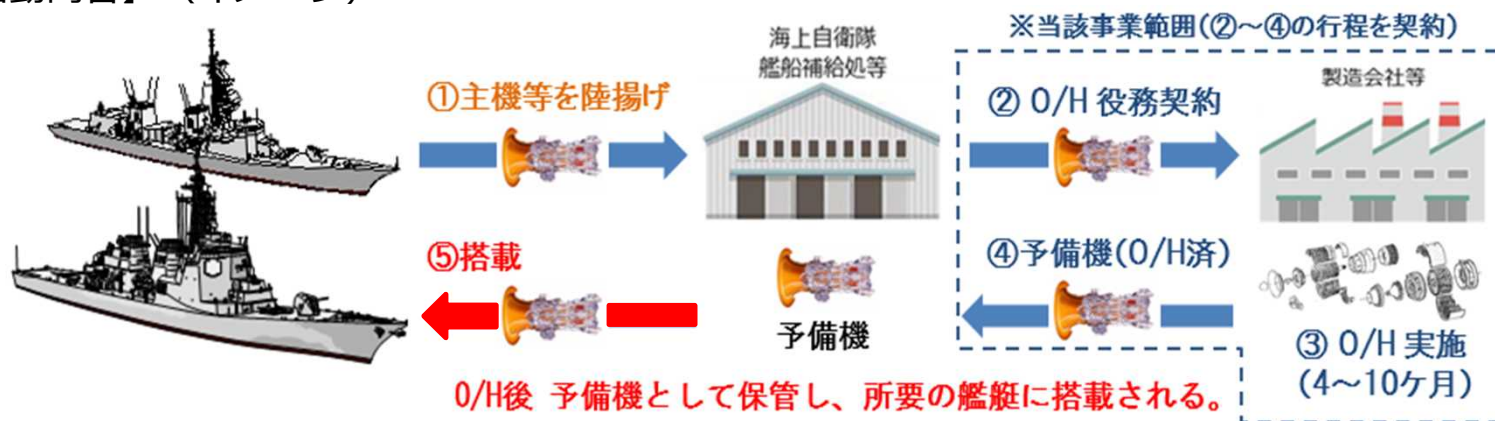 ※当該事業範囲(②～④の行程を契約)
海上自衛隊
艦船補給処等
製造会社等
①主機等を陸揚げ
② O/H 役務契約
⑤搭載
④予備機(O/H済)
予備機
③ O/H 実施
(4～10ケ月)
O/H後 予備機として保管し、所要の艦艇に搭載される。